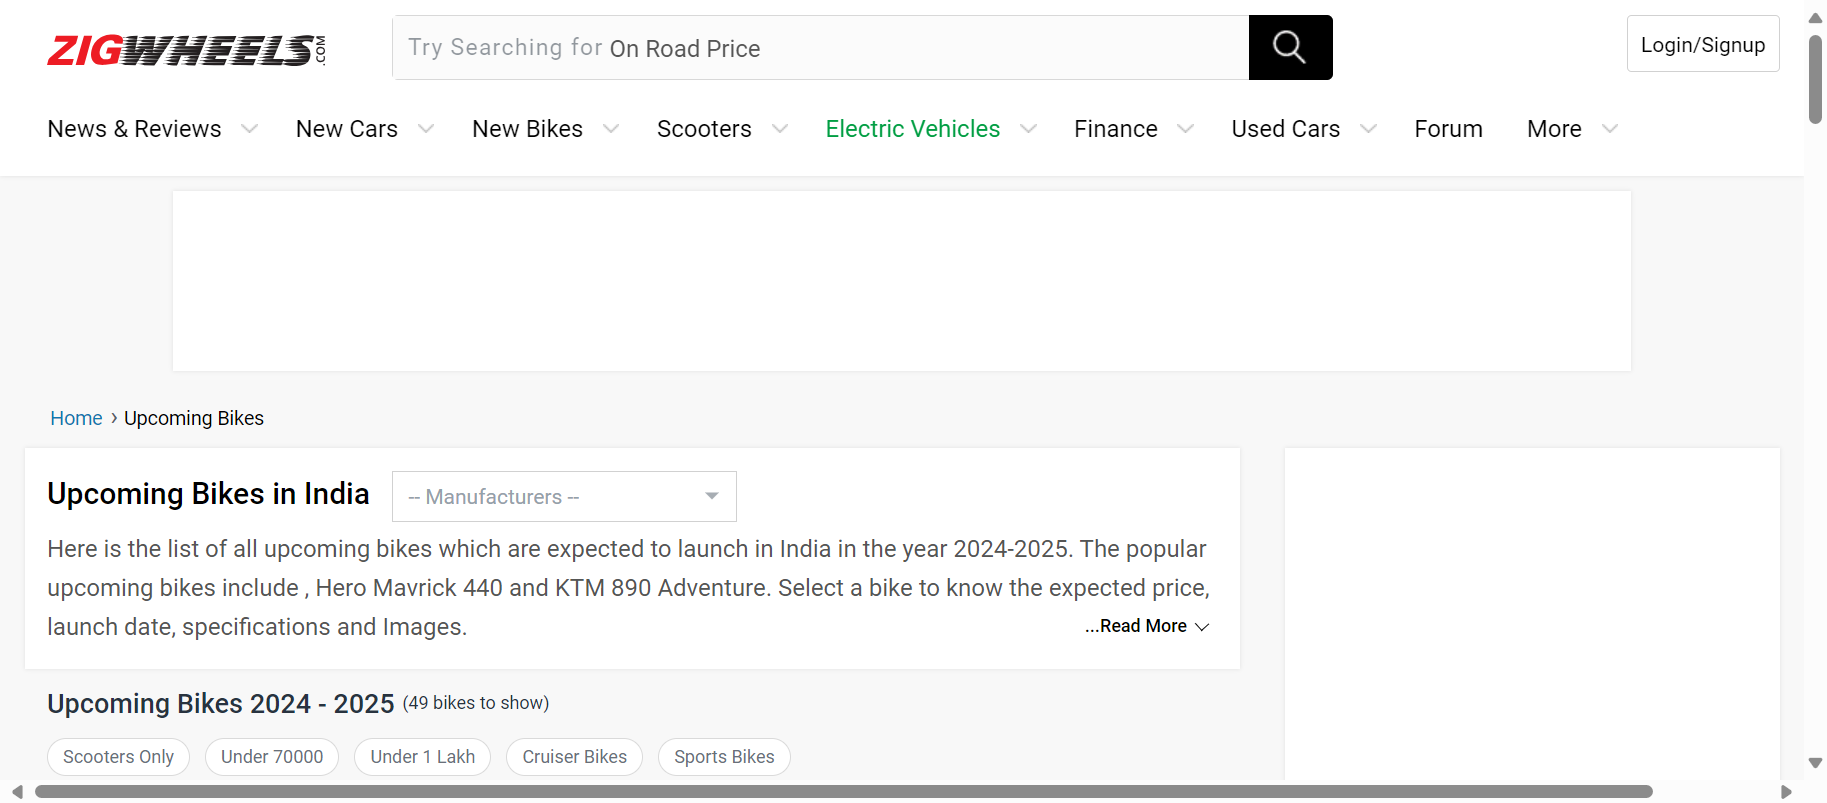 ZIGWHEELS.COM
Try Searching for On Road Price
Login/Signup
News & Reviews New Cars New Bikes Scooters Electric Vehicles Finance Used Cars Forum More
Home › Upcoming Bikes
Upcoming Bikes in India -- Manufacturers --
Here is the list of all upcoming bikes which are expected to launch in India in the year 2024-2025. The popular
upcoming bikes include , Hero Mavrick 440 and KTM 890 Adventure. Select a bike to know the expected price,
launch date, specifications and Images. ...Read More
Upcoming Bikes 2024 - 2025 (49 bikes to show)
Scooters Only Under 70000 Under 1 Lakh Cruiser Bikes Sports Bikes